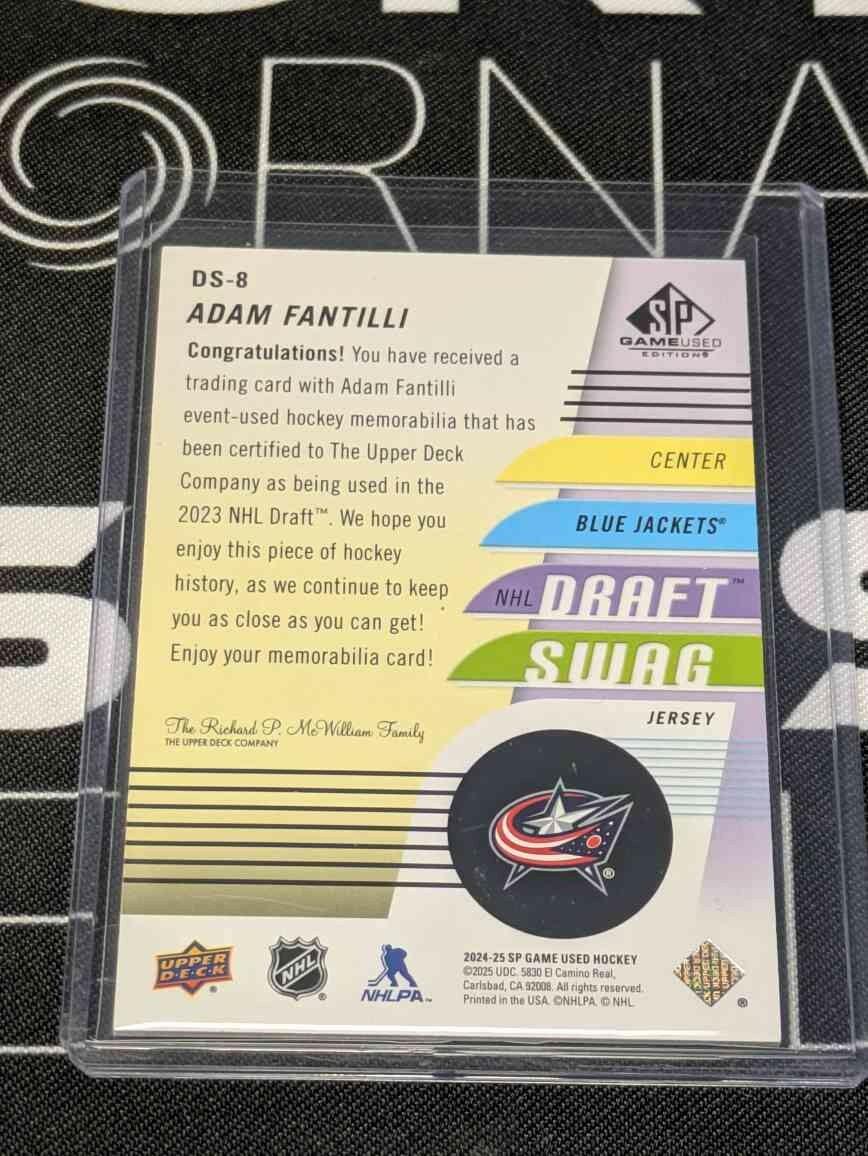 ORNA
DS-8
ADAM FANTILLI
Congratulations! You have received a
trading card with Adam Fantilli
event-used hockey memorabilia that has
been certified to The Upper Deck
Company as being used in the
2023 NHL Draft™. We hope you
enjoy this piece of hockey
history, as we continue to keep
you as close as you can get!
Enjoy your memorabilia card!
The Richard P. McWilliam Family
THE UPPER DECK COMPANY
SP
GAMEUSED
EDITION®
CENTER
BLUE JACKETS®
NHL DRAFT™
SWAG
JERSEY
®
UPPER
D·E·C·K®
NHL®
NHLPA™
2024-25 SP GAME USED HOCKEY
©2025 UDC. 5830 El Camino Real,
Carlsbad, CA 92008. All rights reserved.
Printed in the USA. ©NHLPA. © NHL.
UPPER DECK
®